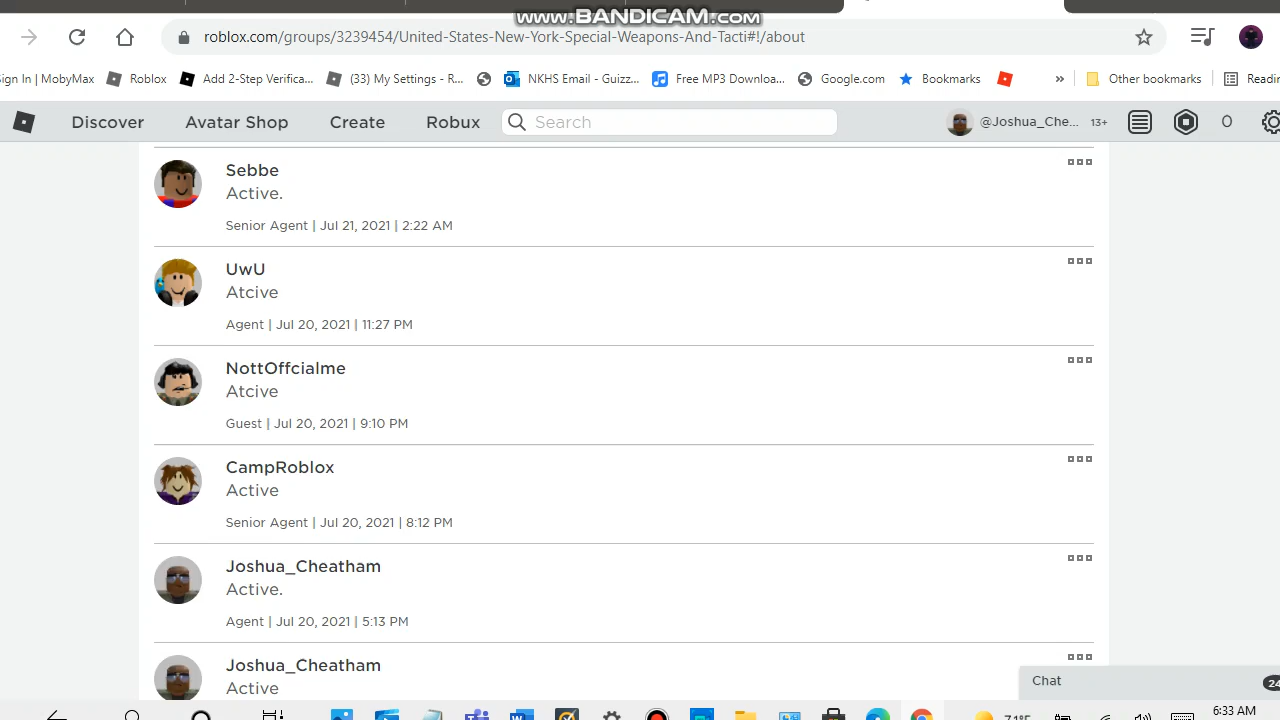 www.BANDICAM.com
roblox.com/groups/3239454/United-States-New-York-Special-Weapons-And-Tacti#!/about
ign In | MobyMax Roblox Add 2-Step Verifica... (33) My Settings - R... NKHS Email - Guizz... Free MP3 Downloa... Google.com Bookmarks » Other bookmarks Readin
Discover Avatar Shop Create Robux Search @Joshua_Che... 13+ 0
Sebbe
Active.
Senior Agent | Jul 21, 2021 | 2:22 AM
UwU
Atcive
Agent | Jul 20, 2021 | 11:27 PM
NottOffcialme
Atcive
Guest | Jul 20, 2021 | 9:10 PM
CampRoblox
Active
Senior Agent | Jul 20, 2021 | 8:12 PM
Joshua_Cheatham
Active.
Agent | Jul 20, 2021 | 5:13 PM
Joshua_Cheatham
Active
Chat 24
71°F 6:33 AM